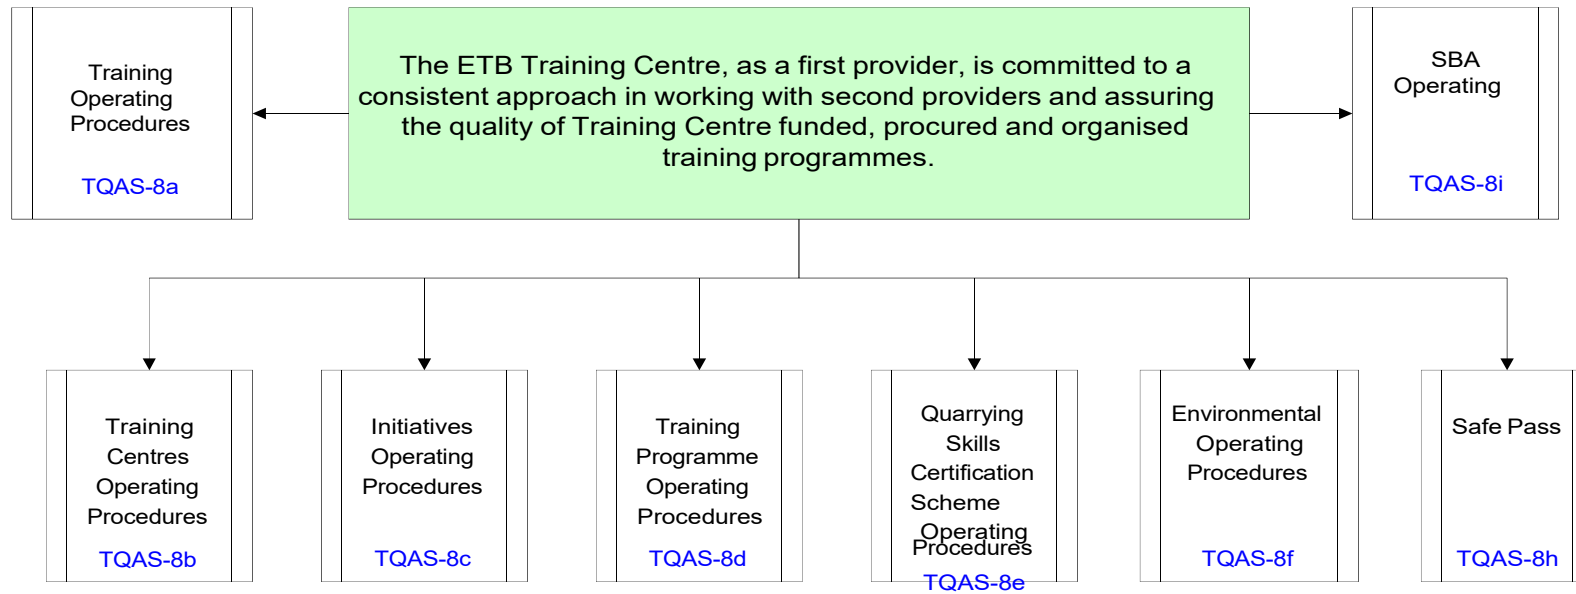 Training
Operating
Procedures
TQAS-8a
The ETB Training Centre, as a first provider, is committed to a
consistent approach in working with second providers and assuring
the quality of Training Centre funded, procured and organised
training programmes.
SBA
Operating
TQAS-8i
Training
Centres
Operating
Procedures
TQAS-8b
Initiatives
Operating
Procedures
TQAS-8c
Training
Programme
Operating
Procedures
TQAS-8d
Quarrying
Skills
Certification
Scheme
Operating
Procedures
TQAS-8e
Environmental
Operating
Procedures
TQAS-8f
Safe Pass
TQAS-8h